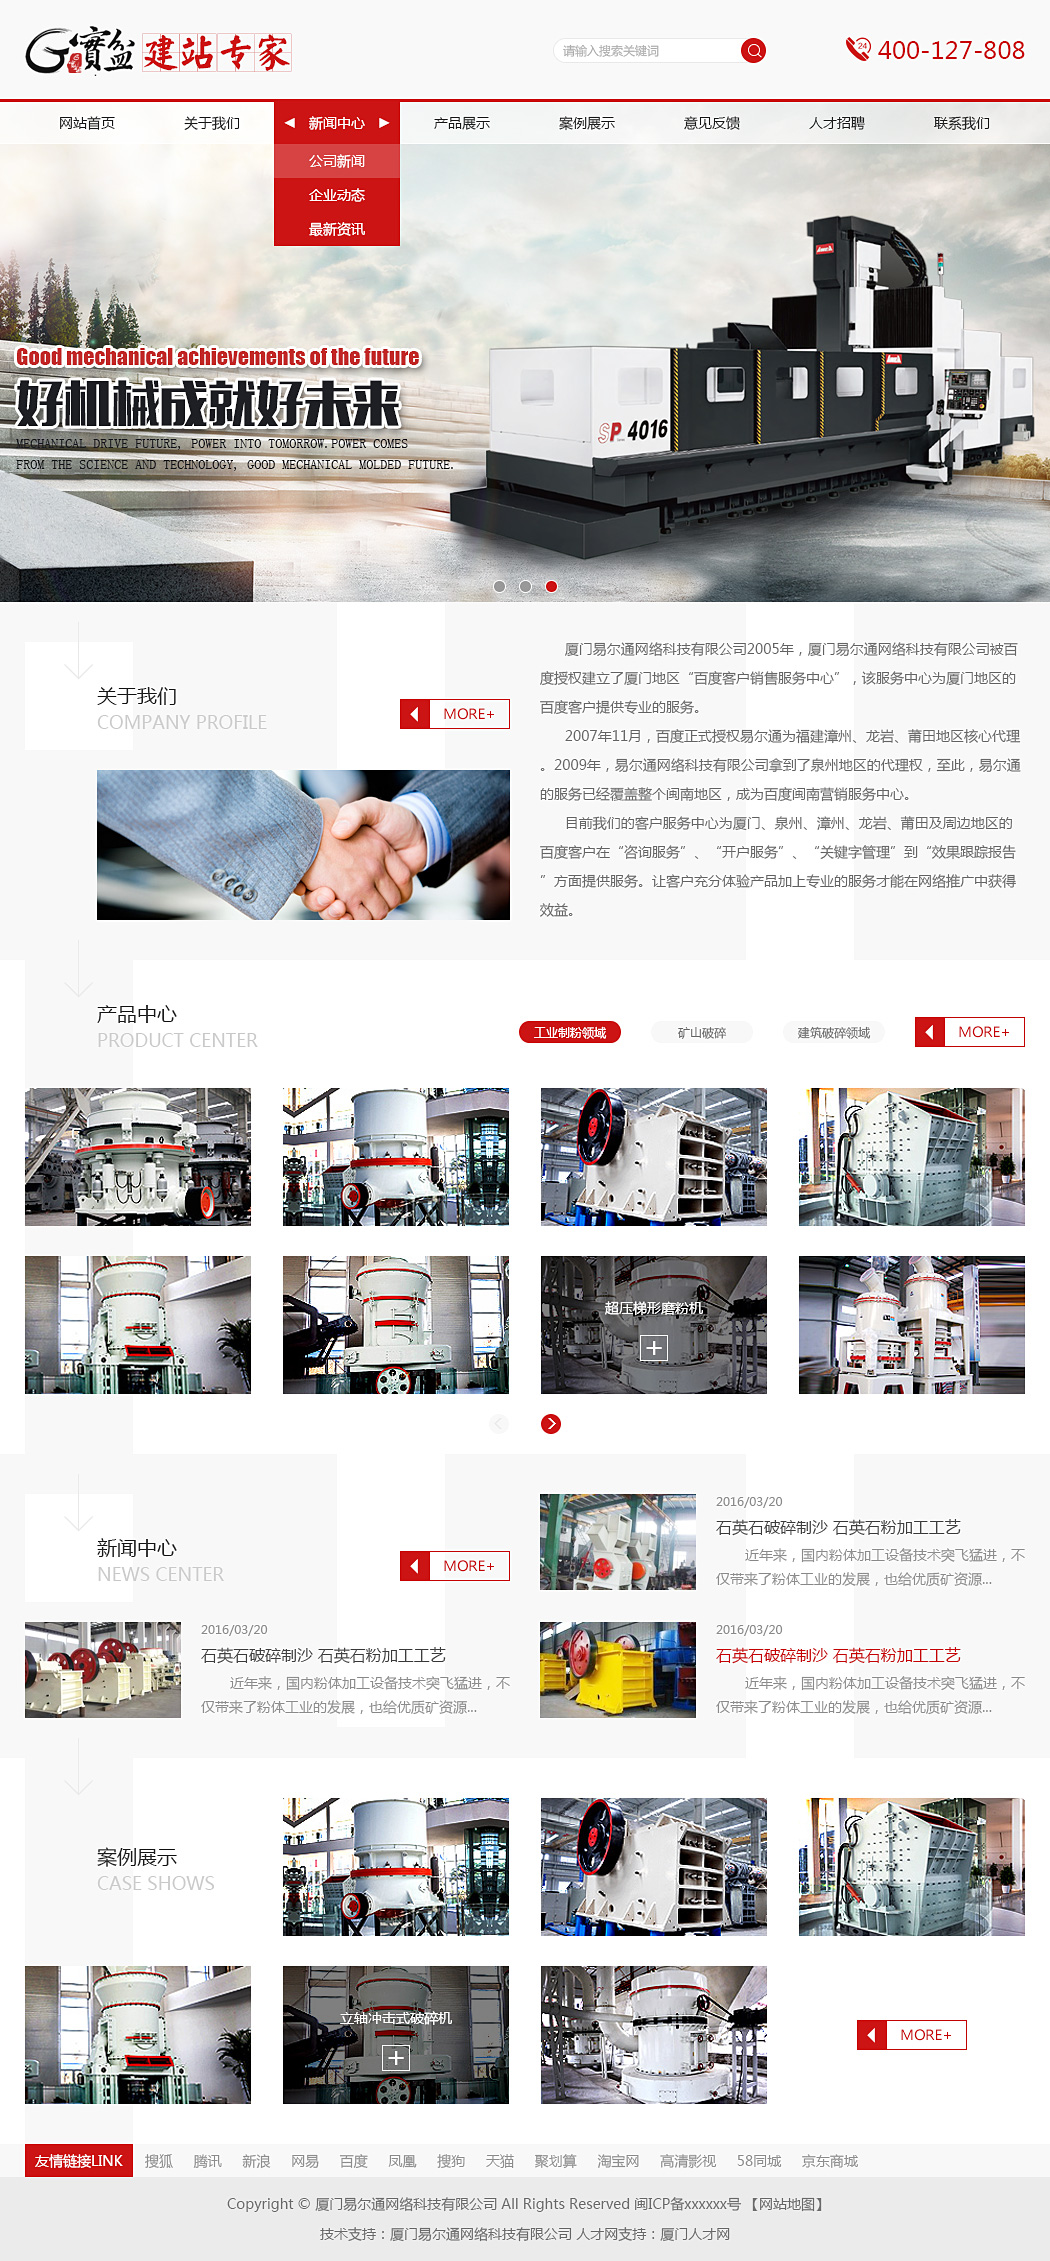 G寶盆 建站专家
请输入搜索关键词
24
400-127-808
网站首页
关于我们
新闻中心
产品展示
案例展示
意见反馈
人才招聘
联系我们
公司新闻
企业动态
最新资讯
Good mechanical achievements of the future
好机械成就好未来
MECHANICAL DRIVE FUTURE, POWER INTO TOMORROW.POWER COMES
FROM THE SCIENCE AND TECHNOLOGY, GOOD MECHANICAL MOLDED FUTURE.
SP 4016
关于我们
COMPANY PROFILE
MORE+
厦门易尔通网络科技有限公司2005年，厦门易尔通网络科技有限公司被百
度授权建立了厦门地区“百度客户销售服务中心”，该服务中心为厦门地区的
百度客户提供专业的服务。
2007年11月，百度正式授权易尔通为福建漳州、龙岩、莆田地区核心代理
。2009年，易尔通网络科技有限公司拿到了泉州地区的代理权，至此，易尔通
的服务已经覆盖整个闽南地区，成为百度闽南营销服务中心。
目前我们的客户服务中心为厦门、泉州、漳州、龙岩、莆田及周边地区的
百度客户在“咨询服务”、“开户服务”、“关键字管理”到“效果跟踪报告
”方面提供服务。让客户充分体验产品加上专业的服务才能在网络推广中获得
效益。
产品中心
PRODUCT CENTER
工业制粉领域
矿山破碎
建筑破碎领域
MORE+
超压梯形磨粉机
新闻中心
NEWS CENTER
MORE+
2016/03/20
石英石破碎制沙 石英石粉加工工艺
近年来，国内粉体加工设备技术突飞猛进，不
仅带来了粉体工业的发展，也给优质矿资源...
2016/03/20
石英石破碎制沙 石英石粉加工工艺
近年来，国内粉体加工设备技术突飞猛进，不
仅带来了粉体工业的发展，也给优质矿资源...
2016/03/20
石英石破碎制沙 石英石粉加工工艺
近年来，国内粉体加工设备技术突飞猛进，不
仅带来了粉体工业的发展，也给优质矿资源...
案例展示
CASE SHOWS
立轴冲击式破碎机
MORE+
友情链接LINK 搜狐 腾讯 新浪 网易 百度 凤凰 搜狗 天猫 聚划算 淘宝网 高清影视 58同城 京东商城
Copyright © 厦门易尔通网络科技有限公司 All Rights Reserved 闽ICP备xxxxxx号 【网站地图】
技术支持：厦门易尔通网络科技有限公司 人才网支持：厦门人才网